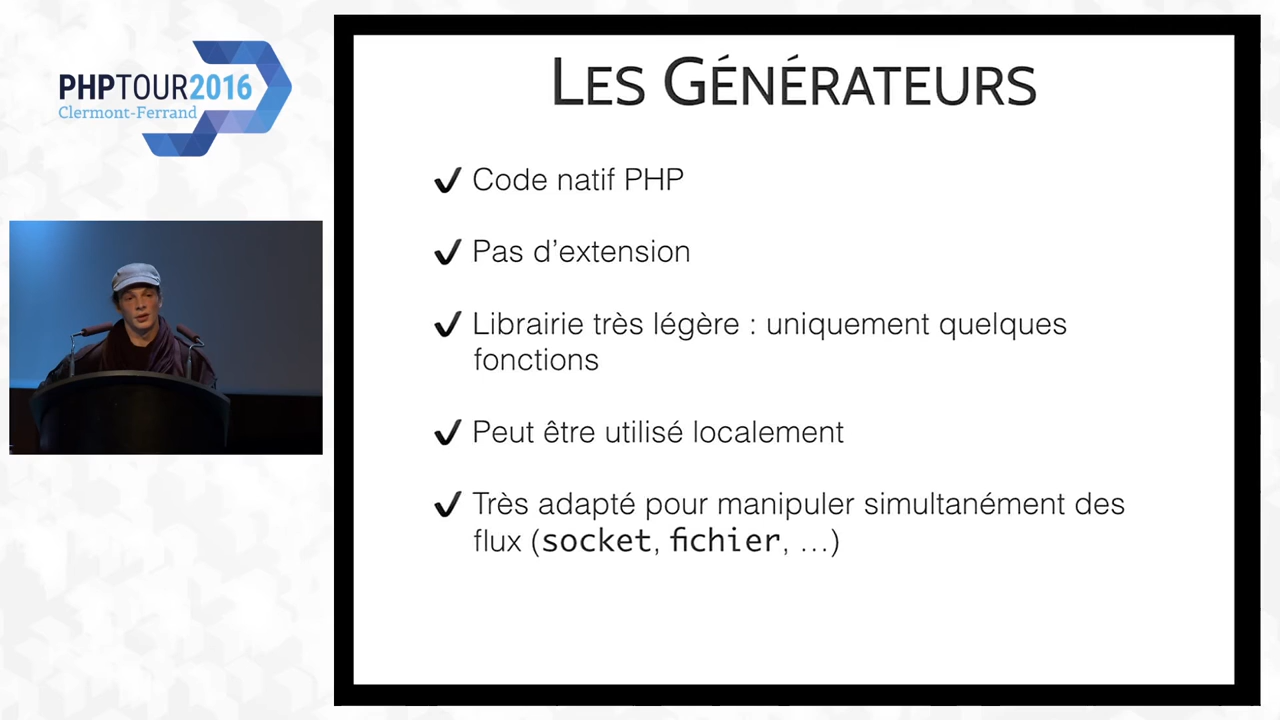 PHPTOUR2016
Clermont-Ferrand
LES GÉNÉRATEURS
✔ Code natif PHP
✔ Pas d’extension
✔ Librairie très légère : uniquement quelques
fonctions
✔ Peut être utilisé localement
✔ Très adapté pour manipuler simultanément des
flux (socket, fichier, …)